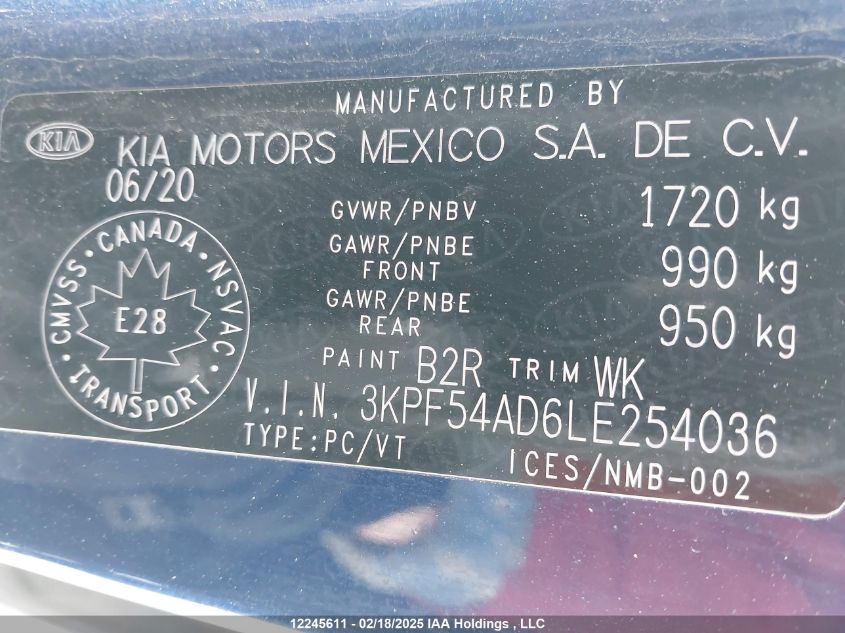 MANUFACTURED BY
KIA
KIA MOTORS MEXICO S.A. DE C.V.
06/20
GVWR/PNBV 1720 kg
GAWR/PNBE
FRONT 990 kg
GAWR/PNBE
REAR 950 kg
CMVSS · CANADA · NSVAC
E28
· TRANSPORT ·
PAINT B2R TRIM WK
V.I.N. 3KPF54AD6LE254036
TYPE:PC/VT ICES/NMB-002
12245611 - 02/18/2025 IAA Holdings , LLC